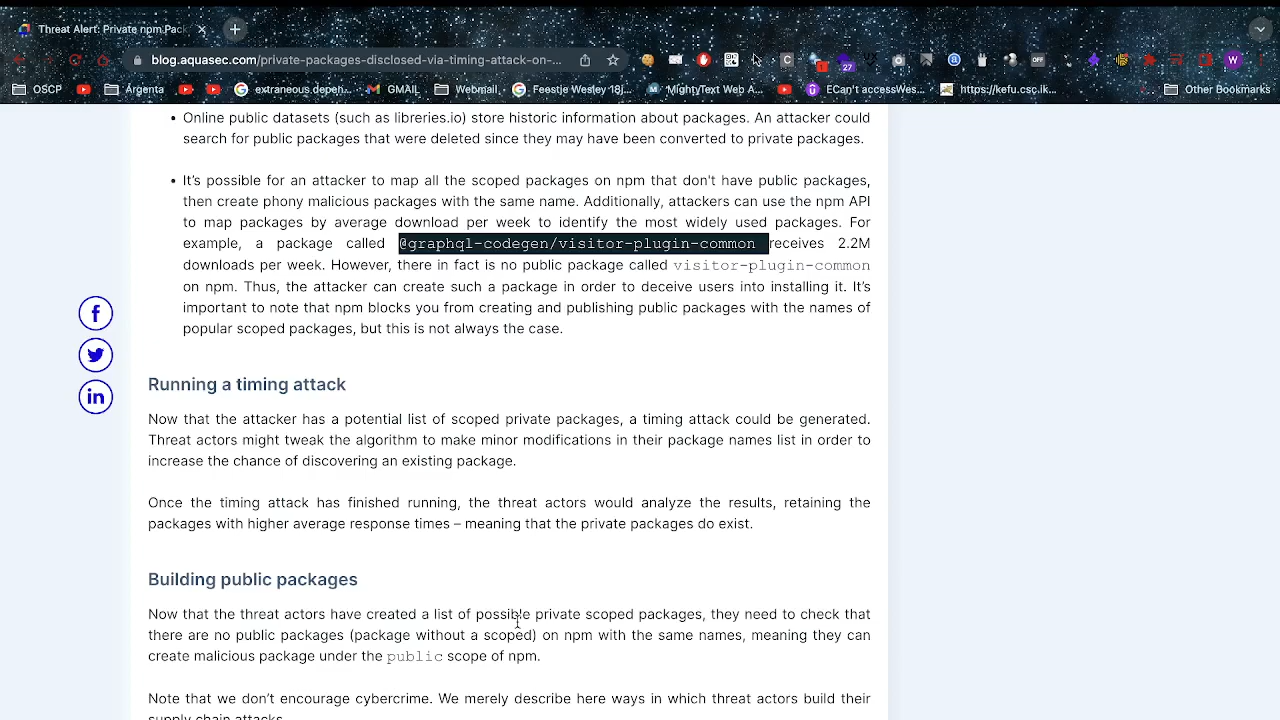 Threat Alert: Private npm Pack
blog.aquasec.com/private-packages-disclosed-via-timing-attack-on-...
27
OFF
W
OSCP
Argenta
extraneous.depeh...
GMAIL
Webmail
Feestje Wesley 18j...
MightyText Web A...
ECan't accessWes...
https://kefu.csc.lk...
Other Bookmarks
• Online public datasets (such as libreries.io) store historic information about packages. An attacker could
search for public packages that were deleted since they may have been converted to private packages.
• It's possible for an attacker to map all the scoped packages on npm that don't have public packages,
then create phony malicious packages with the same name. Additionally, attackers can use the npm API
to map packages by average download per week to identify the most widely used packages. For
example, a package called @graphql-codegen/visitor-plugin-common receives 2.2M
downloads per week. However, there in fact is no public package called visitor-plugin-common
on npm. Thus, the attacker can create such a package in order to deceive users into installing it. It's
important to note that npm blocks you from creating and publishing public packages with the names of
popular scoped packages, but this is not always the case.
Running a timing attack
Now that the attacker has a potential list of scoped private packages, a timing attack could be generated.
Threat actors might tweak the algorithm to make minor modifications in their package names list in order to
increase the chance of discovering an existing package.
Once the timing attack has finished running, the threat actors would analyze the results, retaining the
packages with higher average response times – meaning that the private packages do exist.
Building public packages
Now that the threat actors have created a list of possible private scoped packages, they need to check that
there are no public packages (package without a scoped) on npm with the same names, meaning they can
create malicious package under the public scope of npm.
Note that we don't encourage cybercrime. We merely describe here ways in which threat actors build their
supply chain attacks.